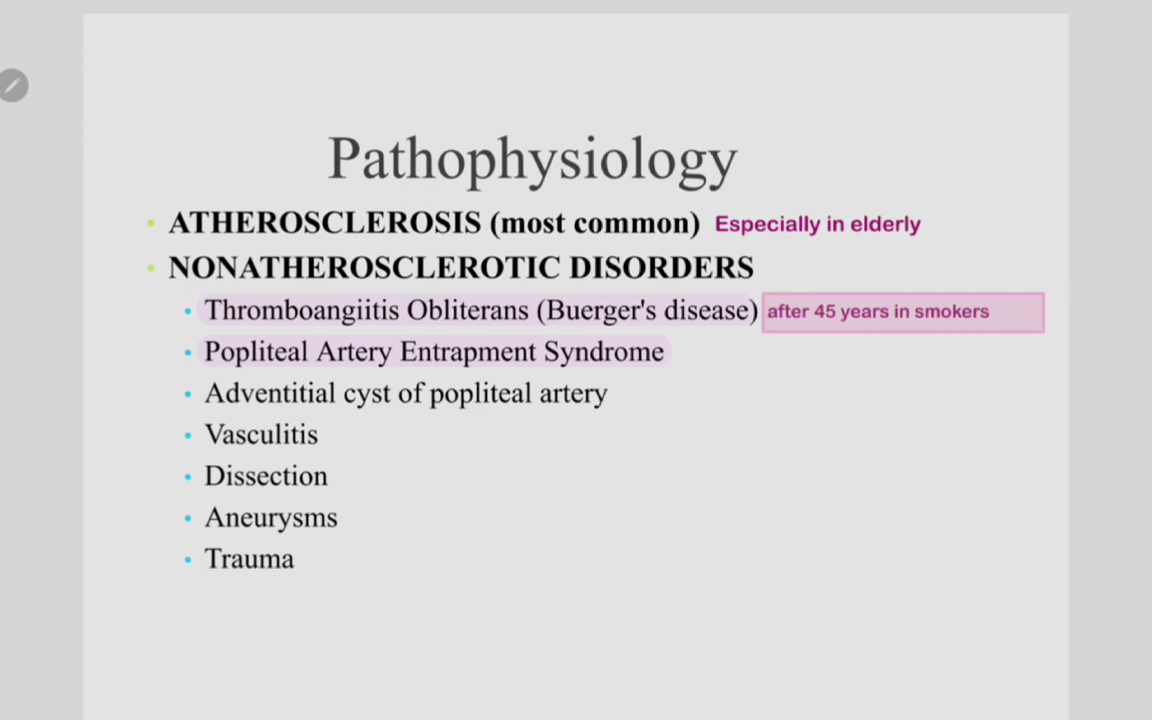 Pathophysiology
• ATHEROSCLEROSIS (most common) Especially in elderly
• NONATHEROSCLEROTIC DISORDERS
• Thromboangiitis Obliterans (Buerger's disease) after 45 years in smokers
• Popliteal Artery Entrapment Syndrome
• Adventitial cyst of popliteal artery
• Vasculitis
• Dissection
• Aneurysms
• Trauma